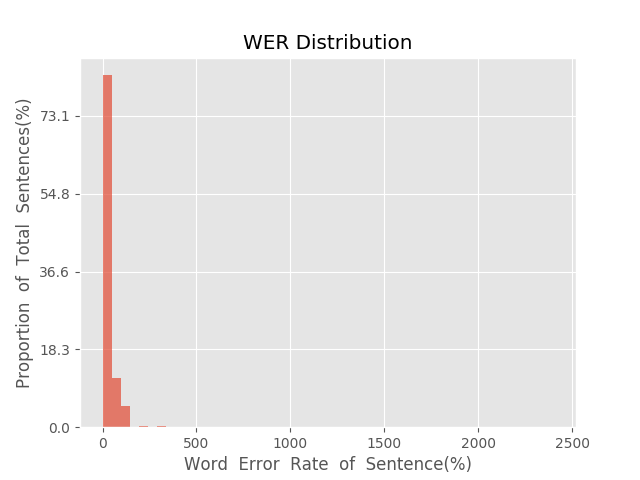 WER Distribution
Proportion of Total Sentences(%)
73.1
54.8
36.6
18.3
0.0
0 500 1000 1500 2000 2500
Word Error Rate of Sentence(%)